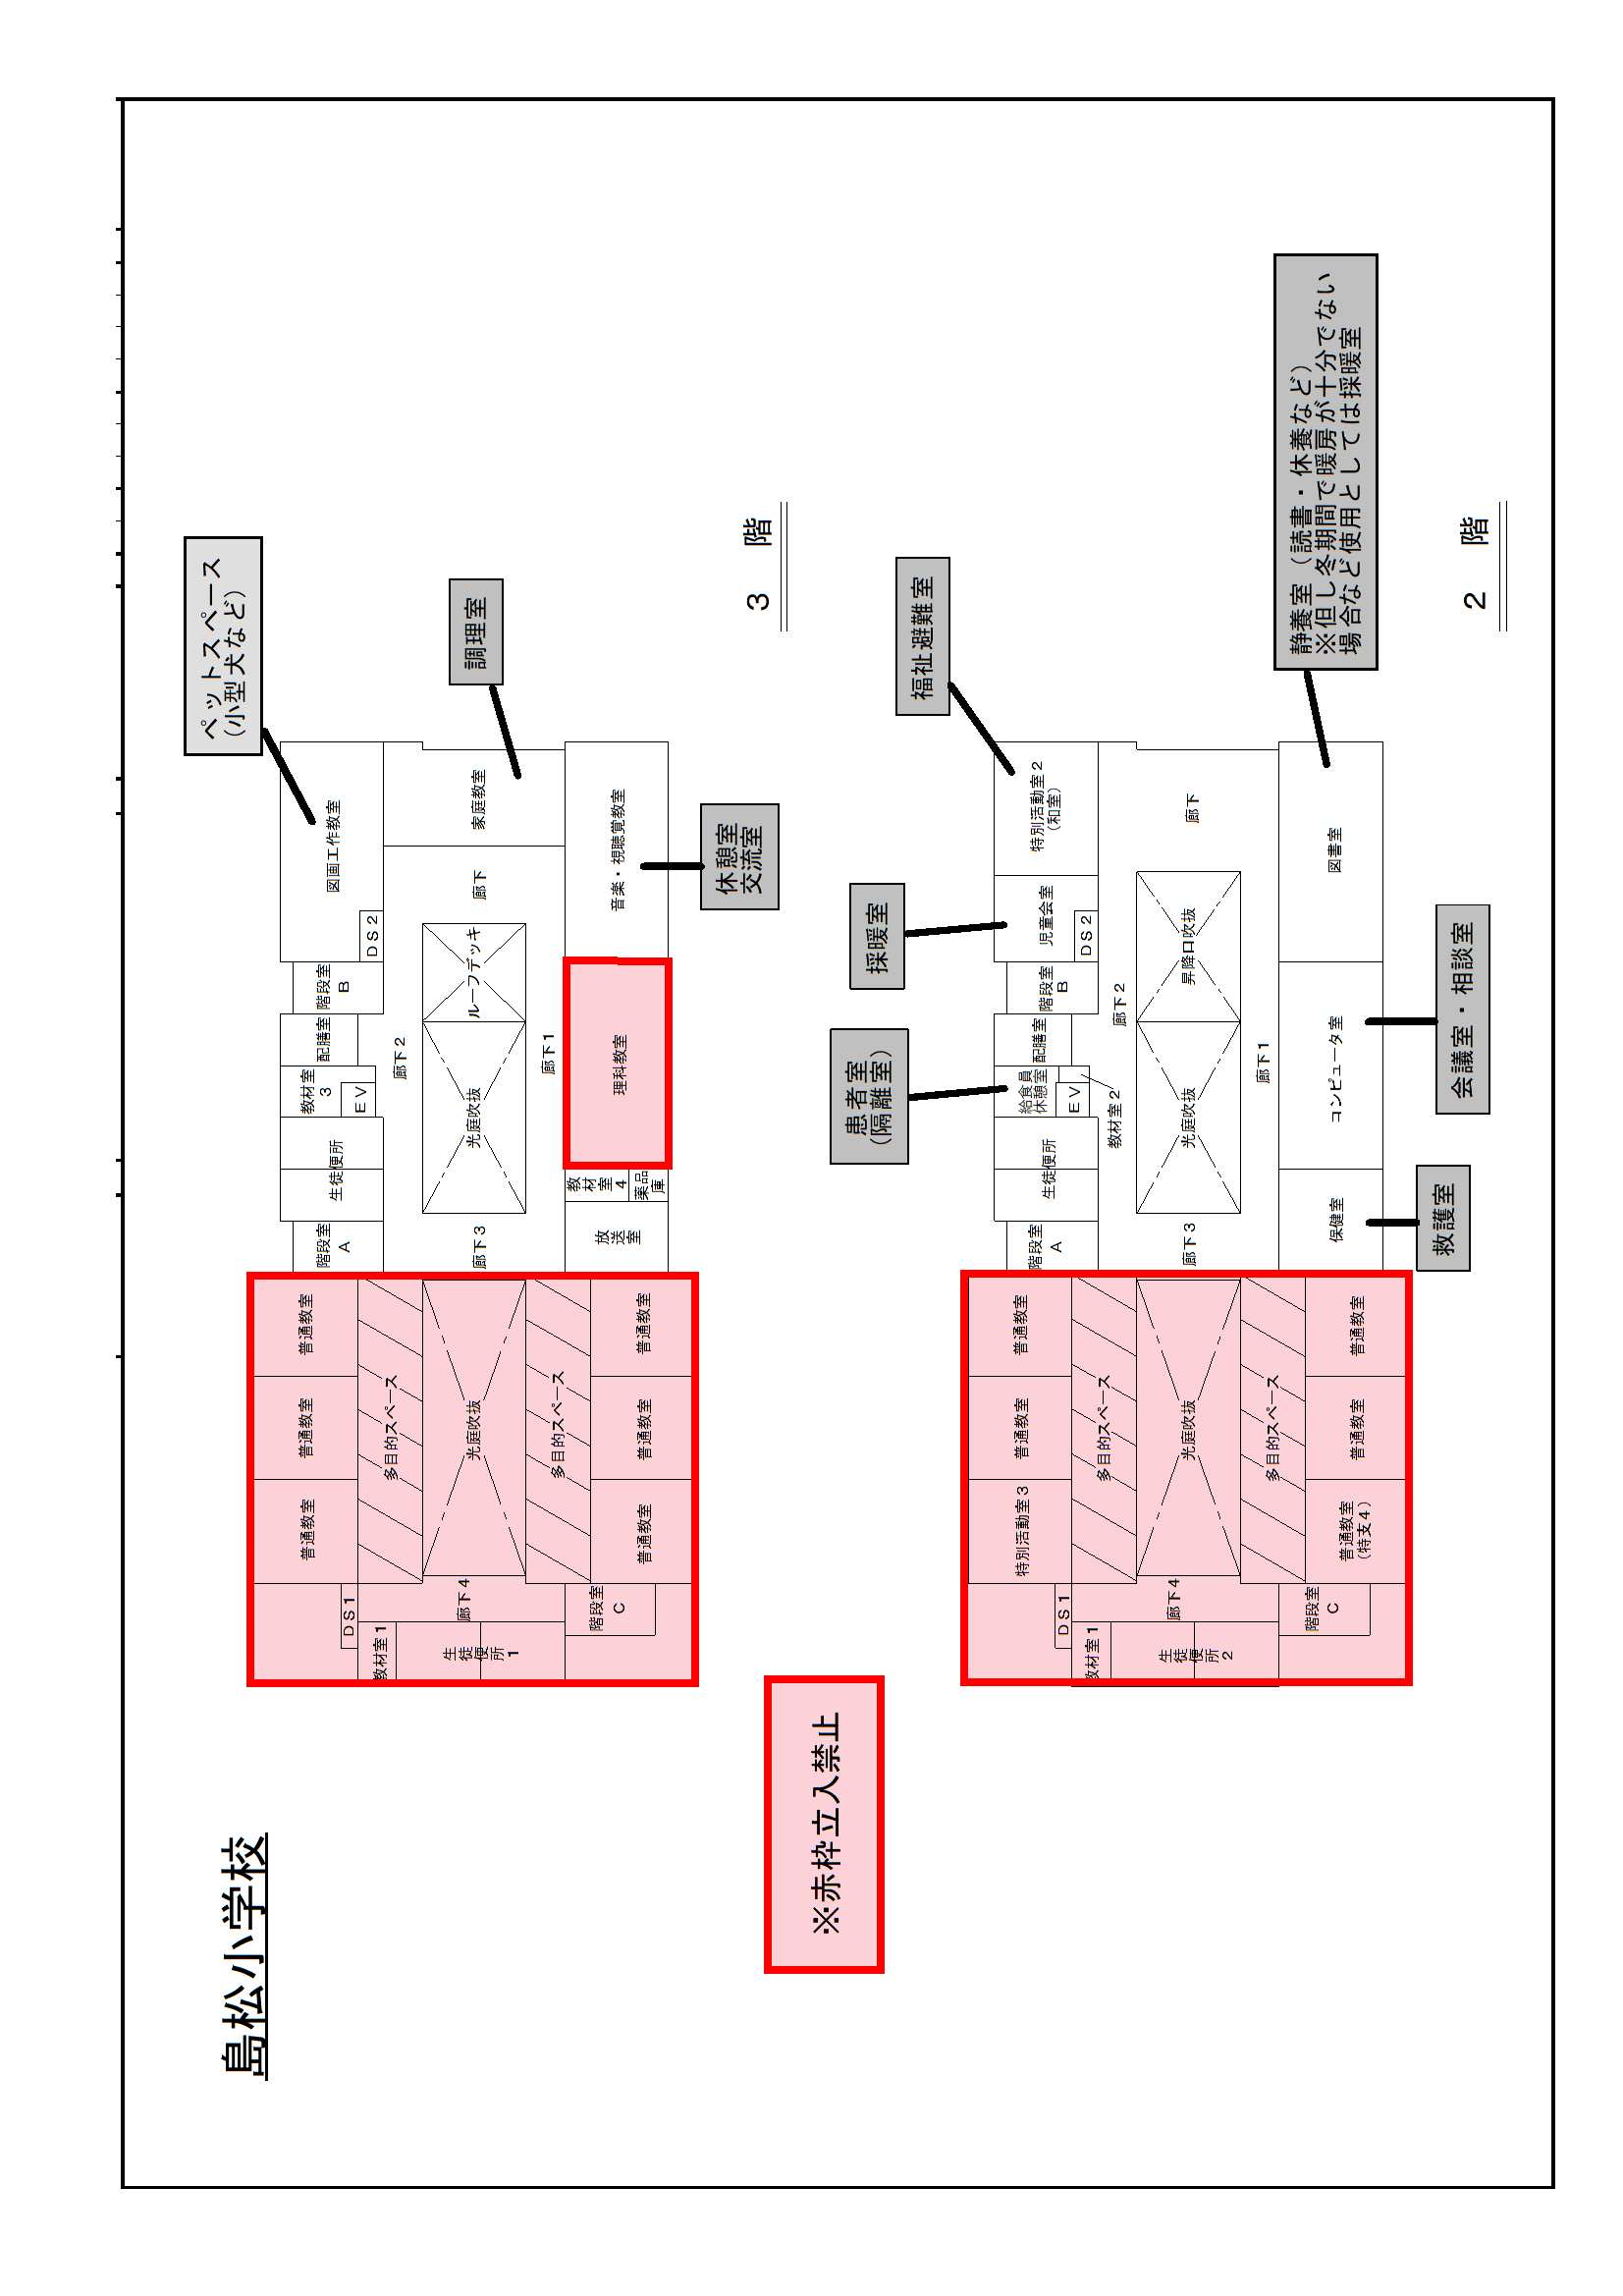 島松小学校
ペットスペース
（小型犬など）
調理室
休憩室
交流室
３　階
普通教室
普通教室
普通教室
多目的スペース
光庭吹抜
多目的スペース
普通教室
普通教室
普通教室
DS1
教材室1
廊下4
生徒便所1
階段室C
階段室A
生徒便所
教材室3
EV
配膳室
階段室B
DS2
図画工作教室
廊下2
廊下3
光庭吹抜
ルーフデッキ
廊下
家庭教室
廊下1
放送室
教材室4
薬品庫
理科教室
音楽・視聴覚教室
※赤枠立入禁止
福祉避難室
採暖室
患者室
（隔離室）
静養室（読書・休養など）
※但し冬期間で暖房が十分でない
場合など使用としては採暖室
会議室・相談室
救護室
２　階
特別活動室3
普通教室
普通教室
多目的スペース
光庭吹抜
多目的スペース
普通教室
（特支4）
普通教室
普通教室
DS1
教材室1
廊下4
生徒便所2
階段室C
階段室A
生徒便所
給食員
休憩室
EV
教材室2
配膳室
階段室B
児童会室
DS2
特別活動室2
（和室）
廊下2
廊下3
光庭吹抜
昇降口吹抜
廊下
廊下1
保健室
コンピュータ室
図書室